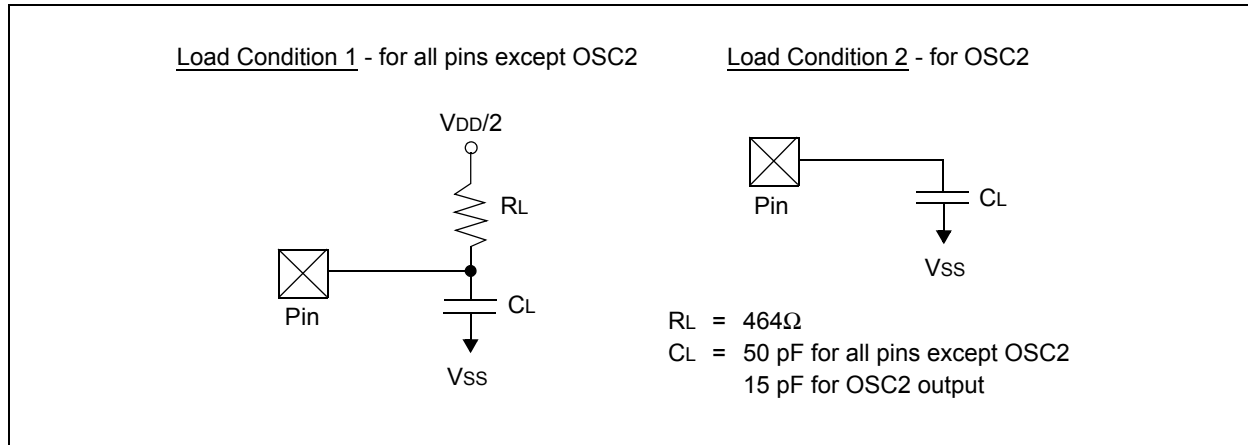 Load Condition 1 - for all pins except OSC2
VDD/2
RL
Pin
CL
VSS
Load Condition 2 - for OSC2
Pin
CL
VSS
RL = 464Ω
CL = 50 pF for all pins except OSC2
15 pF for OSC2 output